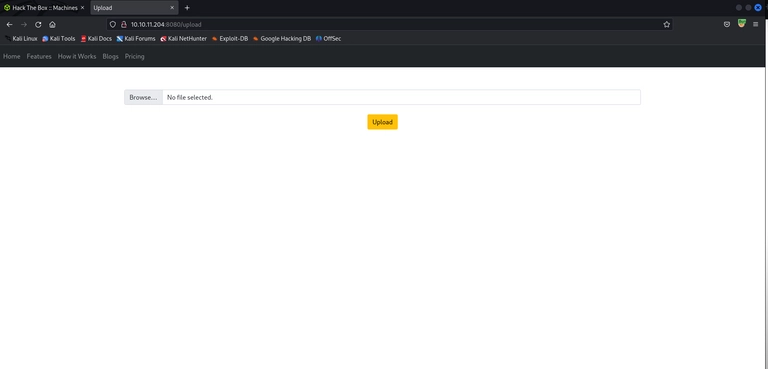 Hack The Box :: Machines
Upload
10.10.11.204:8080/upload
Kali Linux Kali Tools Kali Docs Kali Forums Kali NetHunter Exploit-DB Google Hacking DB OffSec
Home Features How it Works Blogs Pricing
Browse... No file selected.
Upload